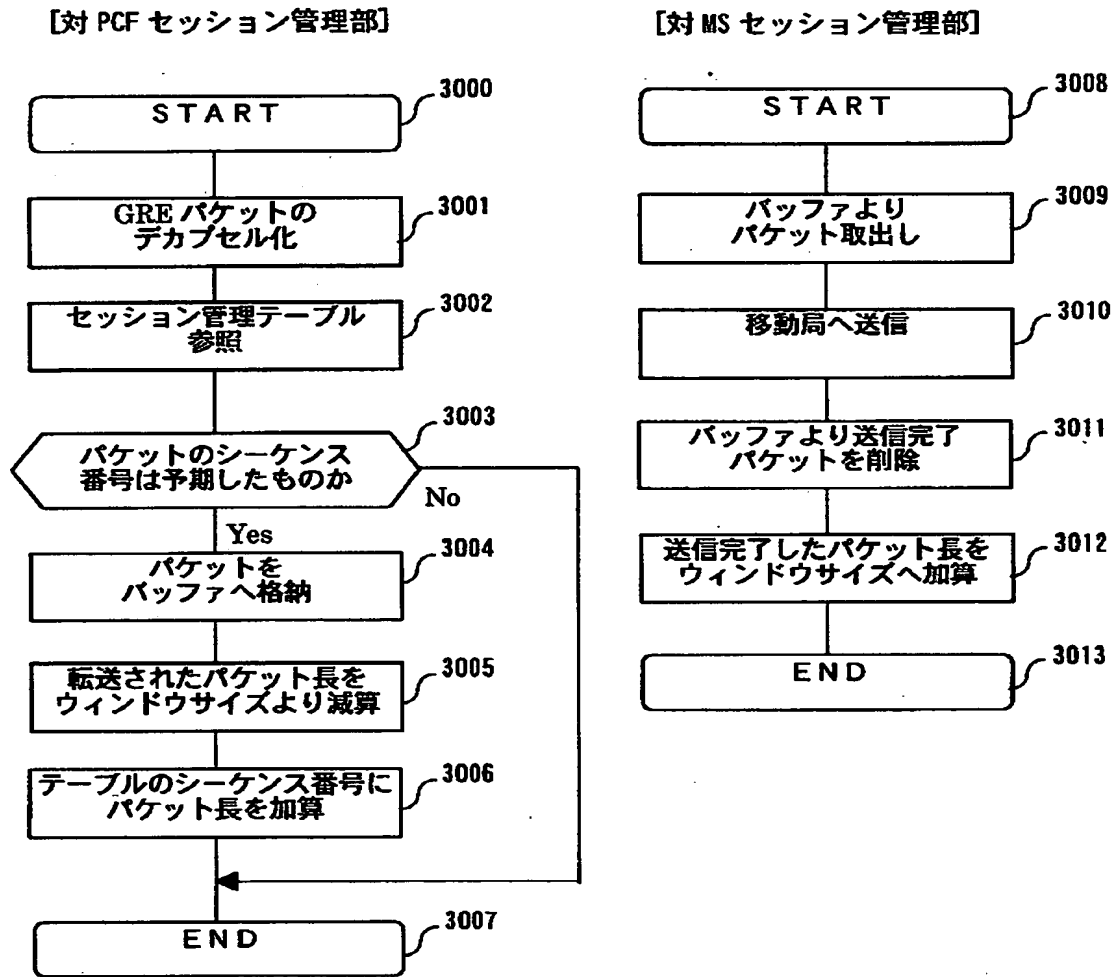 [対 PCF セッション管理部]
START
3000
GRE パケットの
デカプセル化
3001
セッション管理テーブル
参照
3002
パケットのシーケンス
番号は予期したものか
3003
No
Yes
パケットを
バッファへ格納
3004
転送されたパケット長を
ウィンドウサイズより減算
3005
テーブルのシーケンス番号に
パケット長を加算
3006
END
3007
[対 MS セッション管理部]
START
3008
バッファより
パケット取出し
3009
移動局へ送信
3010
バッファより送信完了
パケットを削除
3011
送信完了したパケット長を
ウィンドウサイズへ加算
3012
END
3013